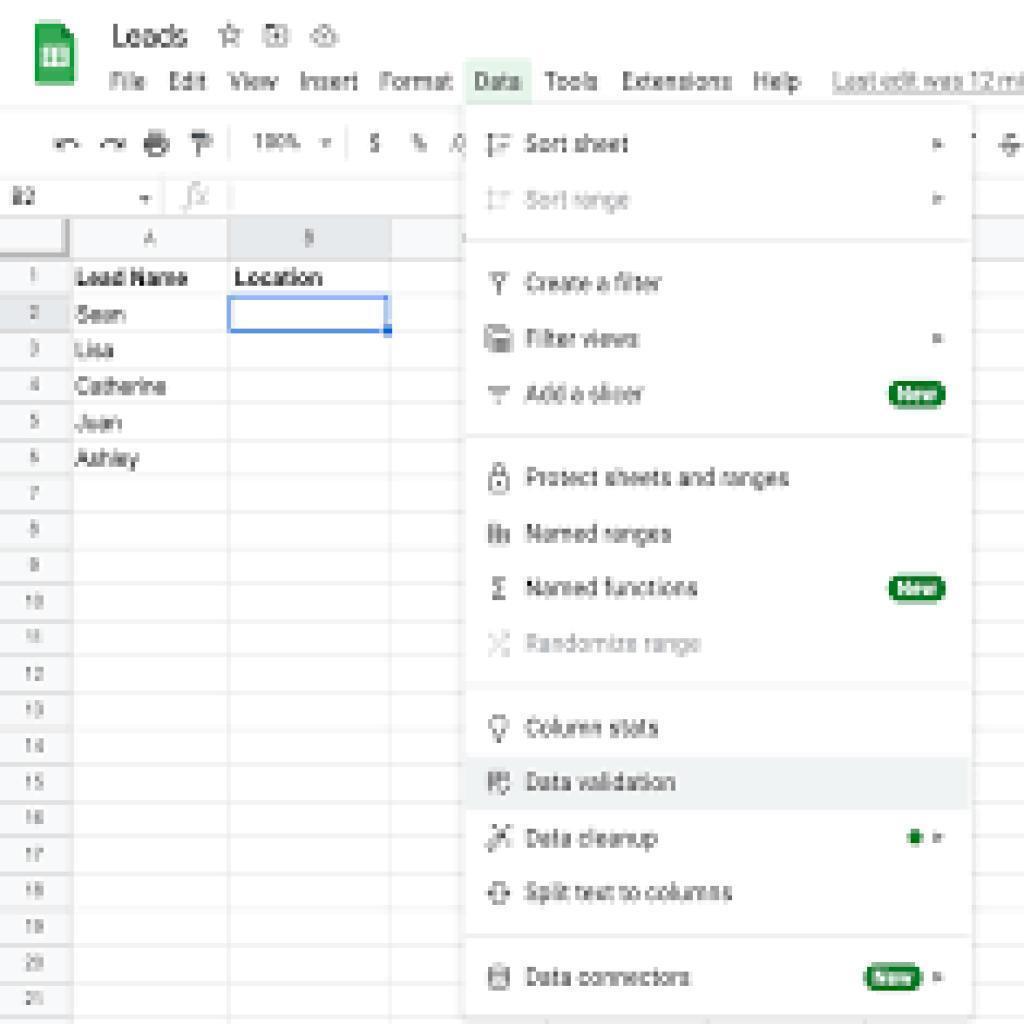 Leads
File Edit View Insert Format Data Tools Extensions Help Last edit was 12 mi
100% $ % .0
B2 fx
A B
1 Lead Name Location
2 Sean
3 Lisa
4 Catherine
5 Juan
6 Ashley
7
8
9
10
11
12
13
14
15
16
17
18
19
20
21
Sort sheet
Sort range
Create a filter
Filter views
Add a slicer New
Protect sheets and ranges
Named ranges
Named functions New
Randomize range
Column stats
Data validation
Data cleanup
Split text to columns
Data connectors New